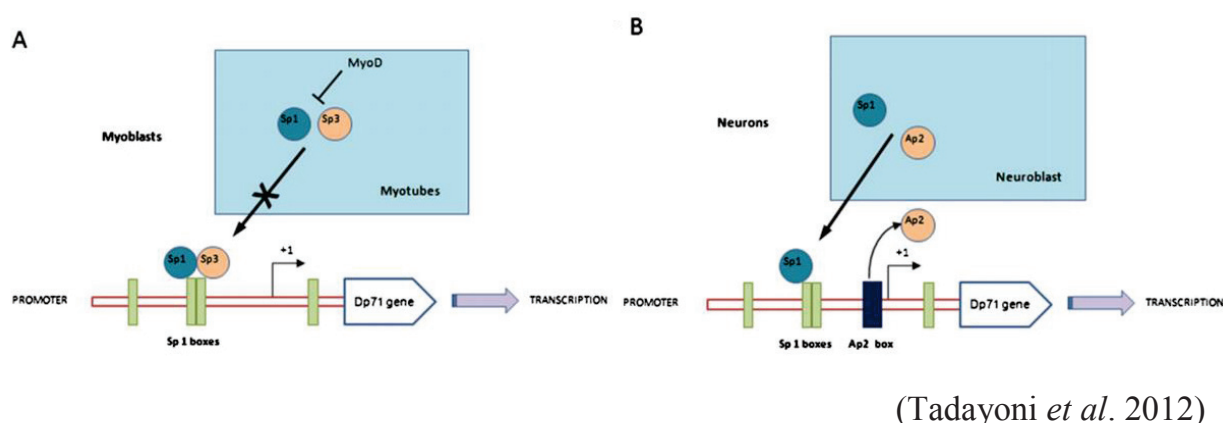 A
MyoD
Sp1
Sp3
Myoblasts
Myotubes
Sp1
Sp3
+1
PROMOTER
Dp71 gene
TRANSCRIPTION
Sp 1 boxes
B
Sp1
Neurons
Ap2
Neuroblast
Ap2
Sp1
+1
PROMOTER
Dp71 gene
TRANSCRIPTION
Sp 1 boxes
Ap2 box
(Tadayoni et al. 2012)